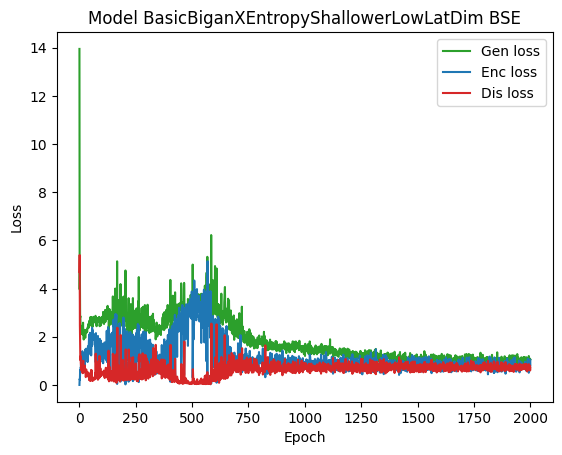 Model BasicBiganXEntropyShallowerLowLatDim BSE
Gen loss
Enc loss
Dis loss
14
12
10
8
6
4
2
0
Loss
0 250 500 750 1000 1250 1500 1750 2000
Epoch